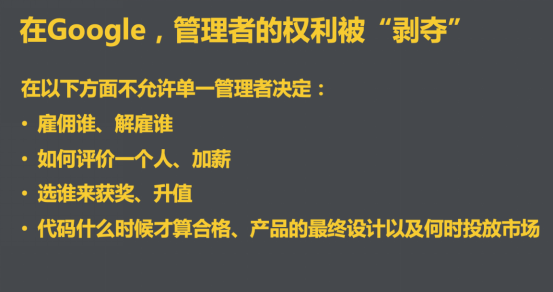 在Google，管理者的权利被“剥夺”
在以下方面不允许单一管理者决定：
• 雇佣谁、解雇谁
• 如何评价一个人、加薪
• 选谁来获奖、升值
• 代码什么时候才算合格、产品的最终设计以及何时投放市场